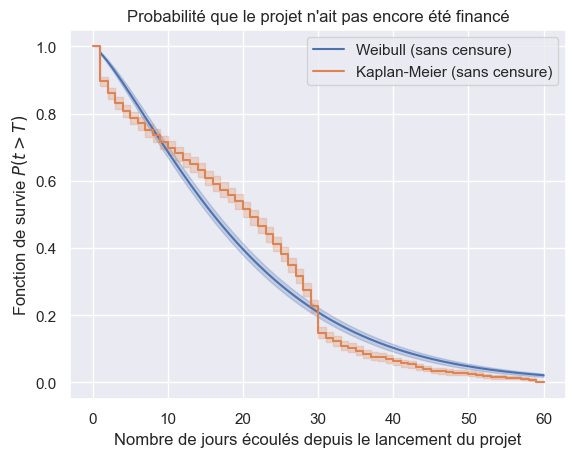 Probabilité que le projet n'ait pas encore été financé
Weibull (sans censure)
Kaplan-Meier (sans censure)
Fonction de survie P(t > T)
1.0
0.8
0.6
0.4
0.2
0.0
0 10 20 30 40 50 60
Nombre de jours écoulés depuis le lancement du projet